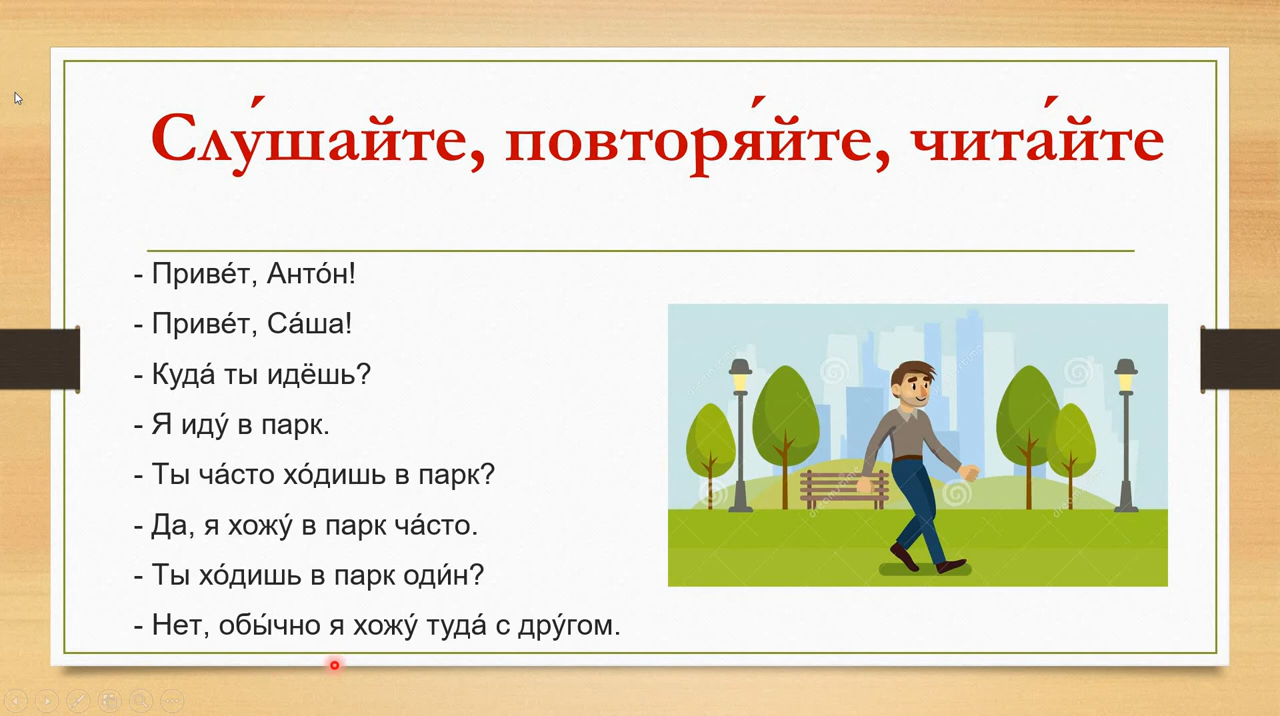 Слу́шайте, повторя́йте, чита́йте
- Приве́т, Анто́н!
- Приве́т, Са́ша!
- Куда́ ты идёшь?
- Я иду́ в парк.
- Ты ча́сто хо́дишь в парк?
- Да, я хожу́ в парк ча́сто.
- Ты хо́дишь в парк оди́н?
- Нет, обы́чно я хожу́ туда́ с дру́гом.